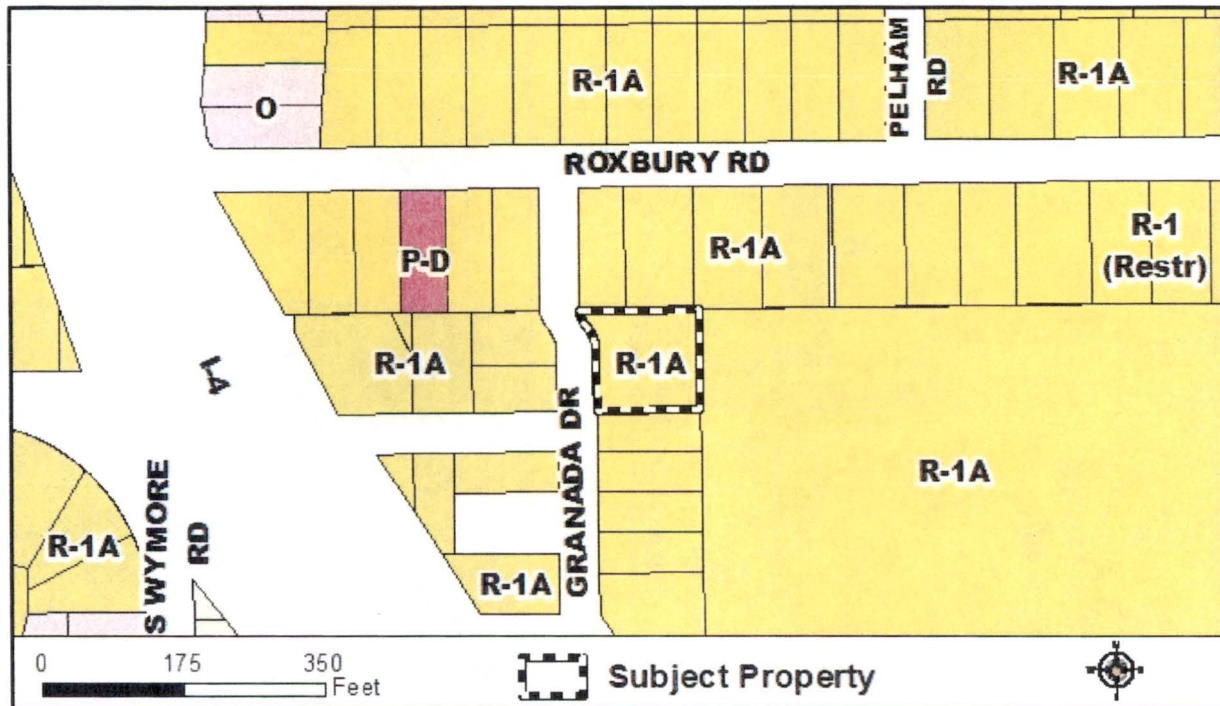 PELHAM
RD
R-1A
R-1A
O
ROXBURY RD
P-D
R-1A
R-1
(Restr)
R-1A
R-1A
I-4
GRANADA DR
R-1A
S WYMORE
RD
R-1A
R-1A
0 175 350
Feet
Subject Property